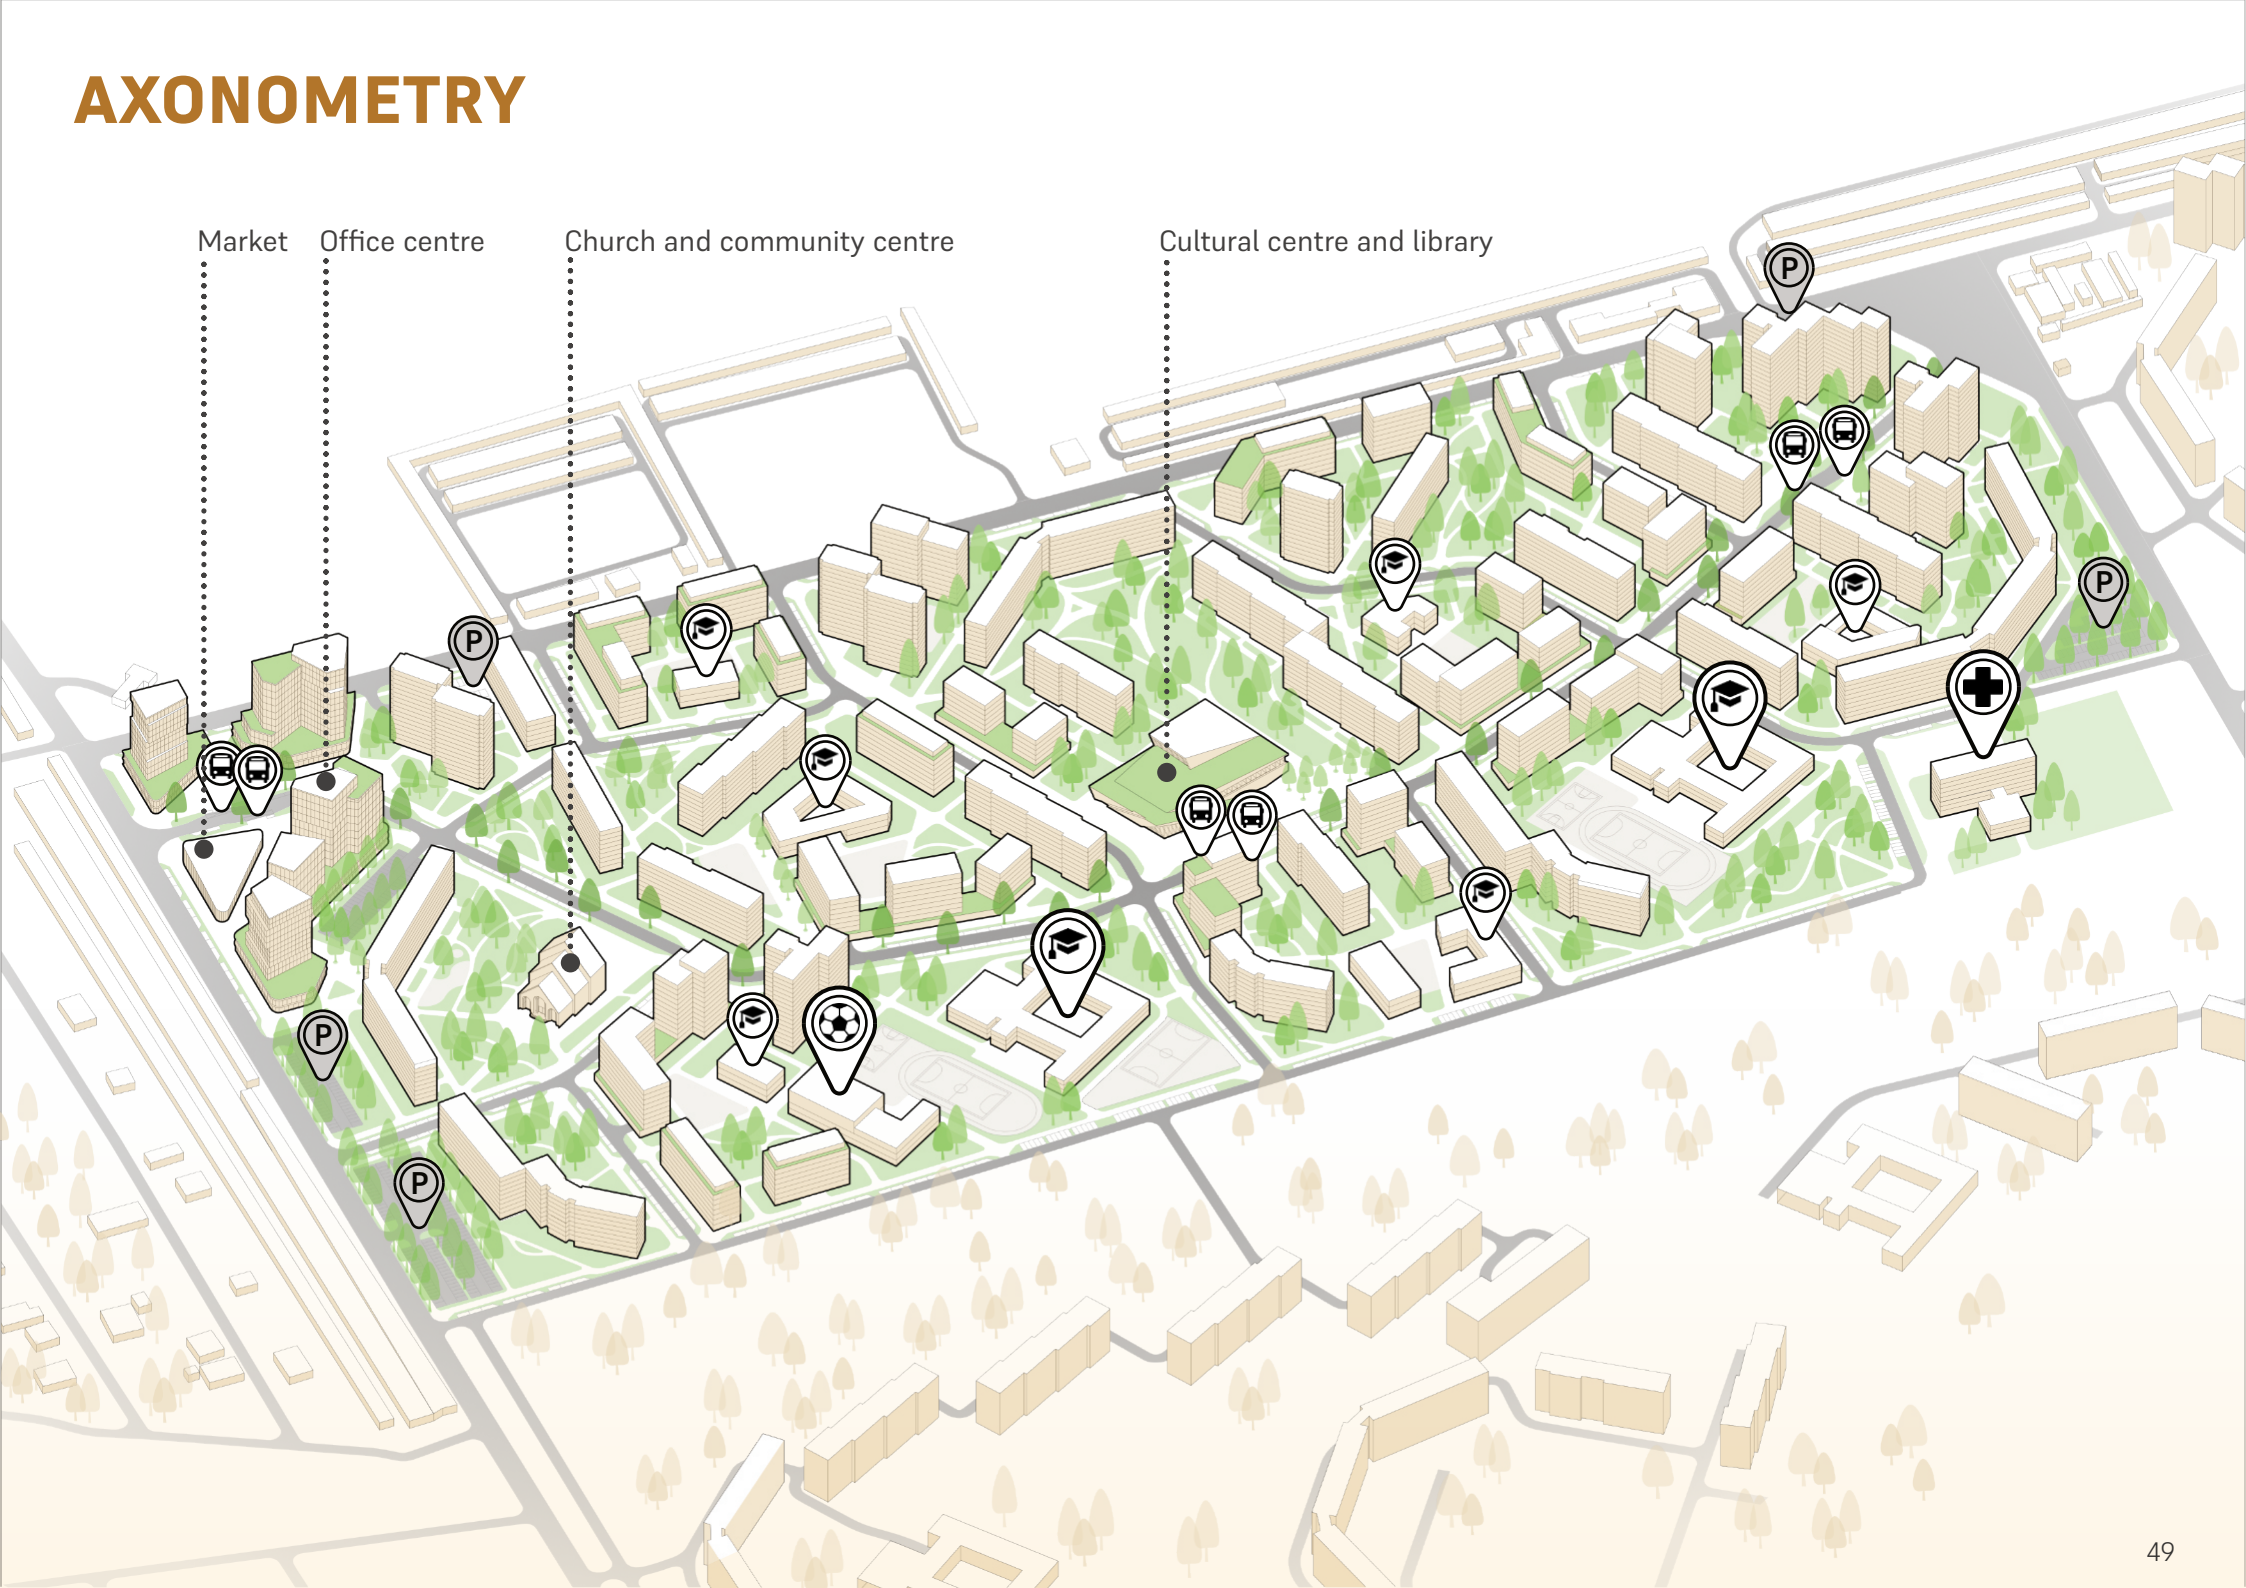 AXONOMETRY
Market
Office centre
Church and community centre
Cultural centre and library
P
P
P
P
P
49